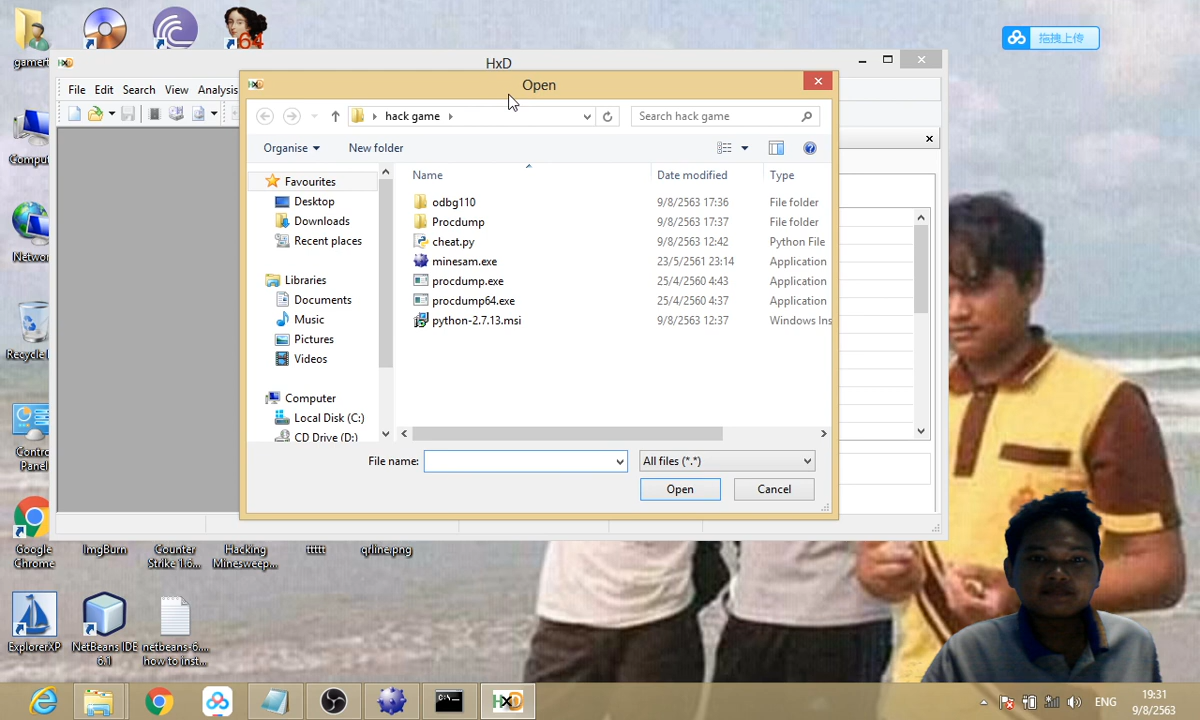 gamert
64
拖拽上传
HxD
HxD
Open
File Edit Search View Analysis
hack game
Search hack game
Organise New folder
Name Date modified Type
Favourites
Desktop
Downloads
Recent places
Libraries
Documents
Music
Pictures
Videos
Computer
Local Disk (C:)
CD Drive (D:)
odbg110 9/8/2563 17:36 File folder
Procdump 9/8/2563 17:37 File folder
cheat.py 9/8/2563 12:42 Python File
minesam.exe 23/5/2561 23:14 Application
procdump.exe 25/4/2560 4:43 Application
procdump64.exe 25/4/2560 4:37 Application
python-2.7.13.msi 9/8/2563 12:37 Windows Ins
File name: All files (*.*)
Open Cancel
Comput
Networ
Recycle
Contro
Panel
Google
Chrome
ImgBurn
Counter
Strike 1.6...
Hacking
Minesweep...
ttttt
qrline.png
ExplorerXP
NetBeans IDE
6.1
netbeans-6....
how to inst...
HxD
ENG
19:31
9/8/2563